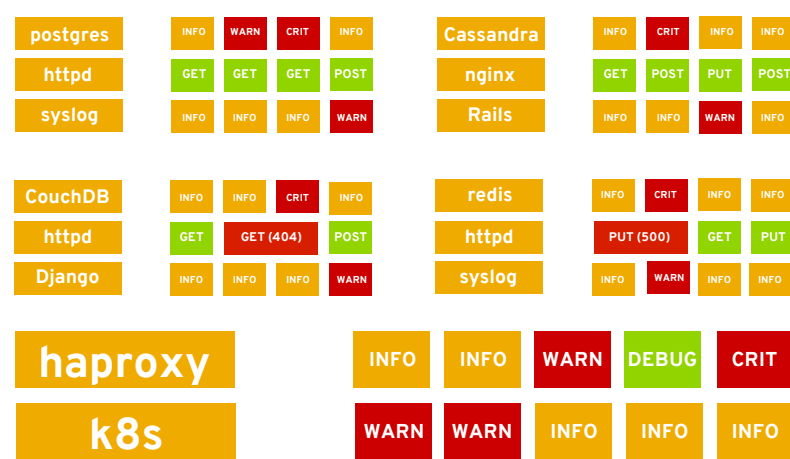 postgres INFO WARN CRIT INFO
httpd GET GET GET POST
syslog INFO INFO INFO WARN
Cassandra INFO CRIT INFO INFO
nginx GET POST PUT POST
Rails INFO INFO WARN INFO
CouchDB INFO INFO CRIT INFO
httpd GET GET (404) POST
Django INFO INFO INFO WARN
redis INFO CRIT INFO INFO
httpd PUT (500) GET PUT
syslog INFO WARN INFO INFO
haproxy INFO INFO WARN DEBUG CRIT
k8s WARN WARN INFO INFO INFO